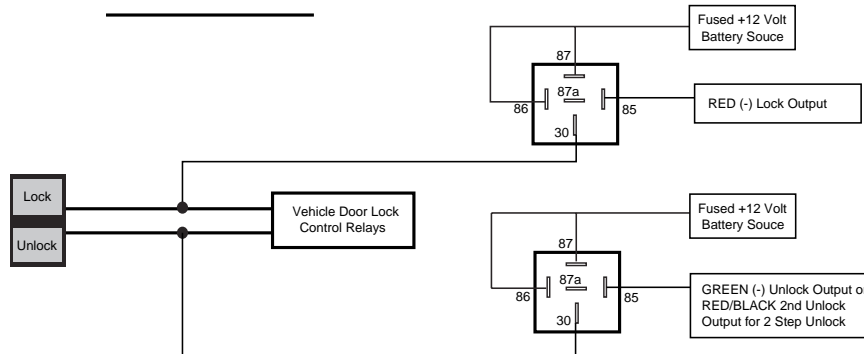 Fused +12 Volt
Battery Souce
87
87a
86
85
RED (-) Lock Output
30
Lock
Unlock
Vehicle Door Lock
Control Relays
Fused +12 Volt
Battery Souce
87
87a
86
85
30
GREEN (-) Unlock Output or
RED/BLACK 2nd Unlock
Output for 2 Step Unlock